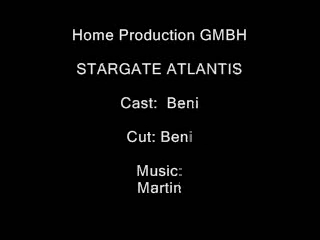 Home Production GMBH
STARGATE ATLANTIS
Cast:  Beni
Cut: Beni
Music:
Martin